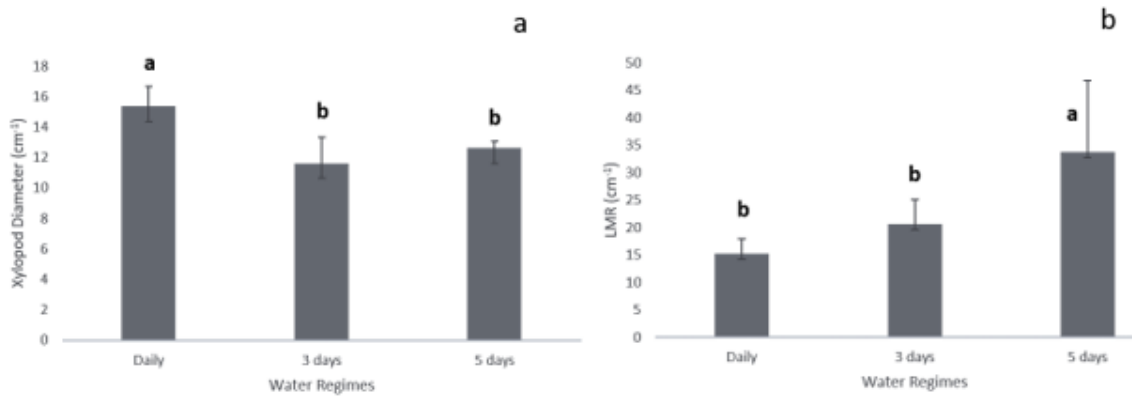 a
18
16
14
12
10
8
6
4
2
0
Xylopod Diameter (cm⁻¹)
a
b
b
Daily 3 days 5 days
Water Regimes
b
50
45
40
35
30
25
20
15
10
5
0
LMR (cm⁻¹)
b
b
a
Daily 3 days 5 days
Water Regimes